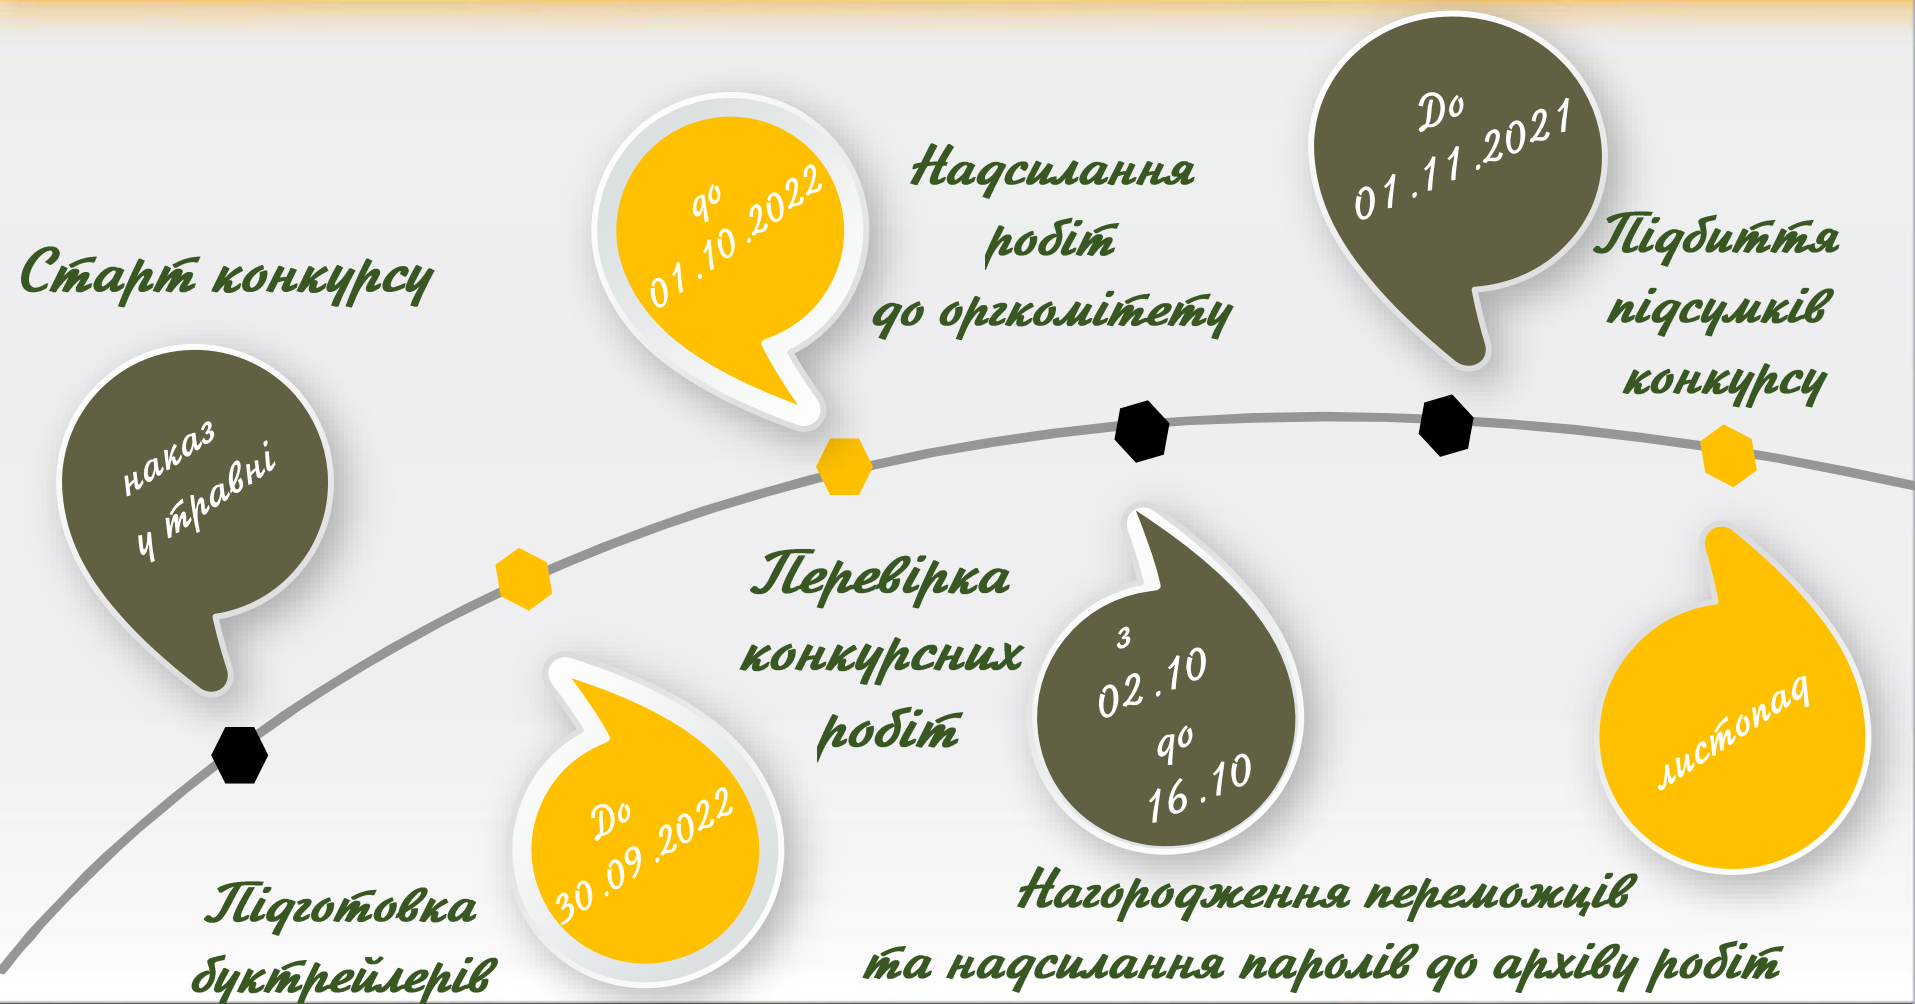 Старт конкурсу
наказ
у травні
Підготовка
буктрейлерів
До
30.09.2022
до
01.10.2022
Надсилання
робіт
до оргкомітету
Перевірка
конкурсних
робіт
з
02.10
до
16.10
До
01.11.2021
Підбиття
підсумків
конкурсу
листопад
Нагородження переможців
та надсилання паролів до архіву робіт